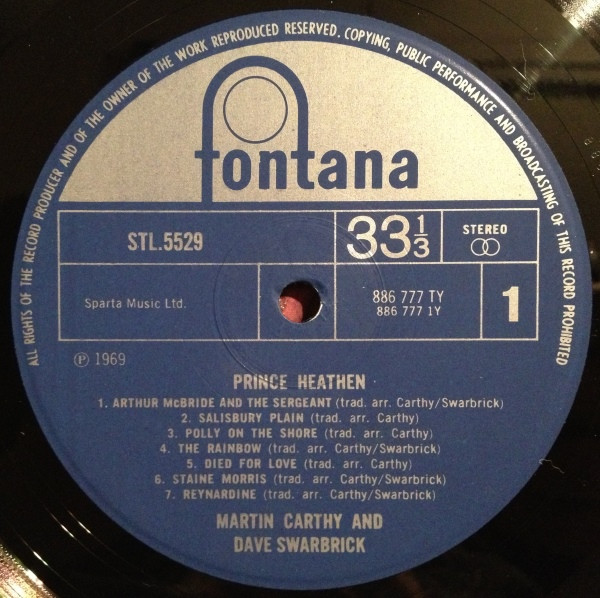 ALL RIGHTS OF THE RECORD PRODUCER AND OF THE OWNER OF THE WORK REPRODUCED RESERVED. COPYING, PUBLIC PERFORMANCE AND BROADCASTING OF THIS RECORD PROHIBITED
fontana
STL.5529
33 1/3
STEREO
Sparta Music Ltd.
886 777 TY
886 777 1Y
1
℗ 1969
PRINCE HEATHEN
1. ARTHUR McBRIDE AND THE SERGEANT (trad. arr. Carthy/Swarbrick)
2. SALISBURY PLAIN (trad. arr. Carthy)
3. POLLY ON THE SHORE (trad. arr. Carthy)
4. THE RAINBOW (trad. arr. Carthy/Swarbrick)
5. DIED FOR LOVE (trad. arr. Carthy)
6. STAINE MORRIS (trad. arr. Carthy/Swarbrick)
7. REYNARDINE (trad. arr. Carthy/Swarbrick)
MARTIN CARTHY AND
DAVE SWARBRICK